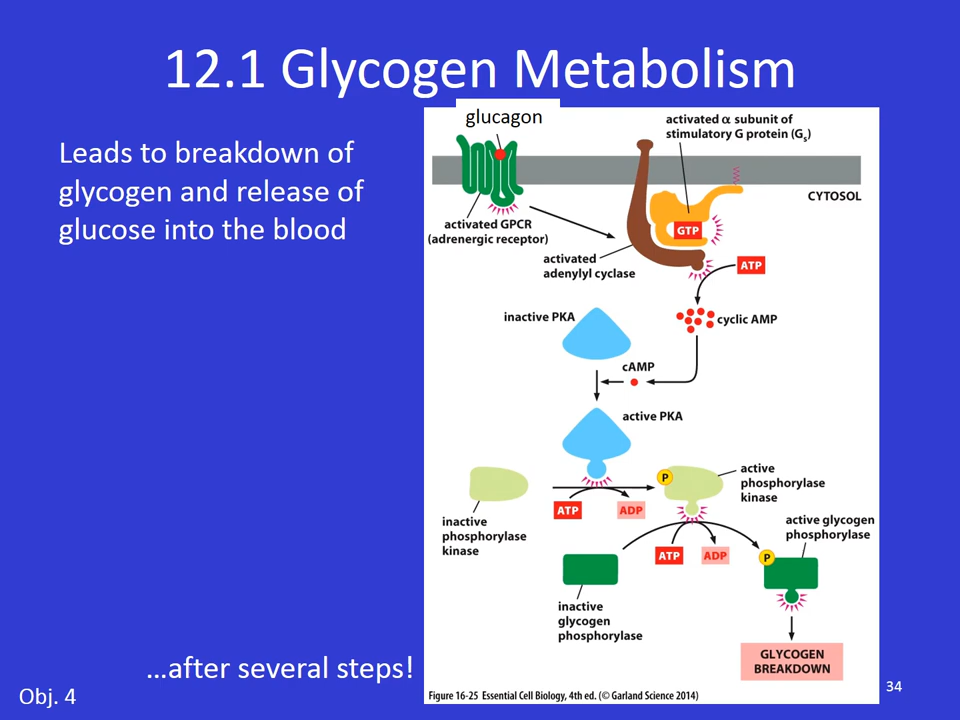 12.1 Glycogen Metabolism
Leads to breakdown of
glycogen and release of
glucose into the blood
glucagon
activated α subunit of
stimulatory G protein (Gs)
CYTOSOL
activated GPCR
(adrenergic receptor)
GTP
activated
adenylyl cyclase
ATP
inactive PKA
cyclic AMP
cAMP
active PKA
P
active
phosphorylase
kinase
ATP
ADP
inactive
phosphorylase
kinase
active glycogen
phosphorylase
ATP
ADP
P
inactive
glycogen
phosphorylase
GLYCOGEN
BREAKDOWN
...after several steps!
Obj. 4
Figure 16-25 Essential Cell Biology, 4th ed. (© Garland Science 2014)
34